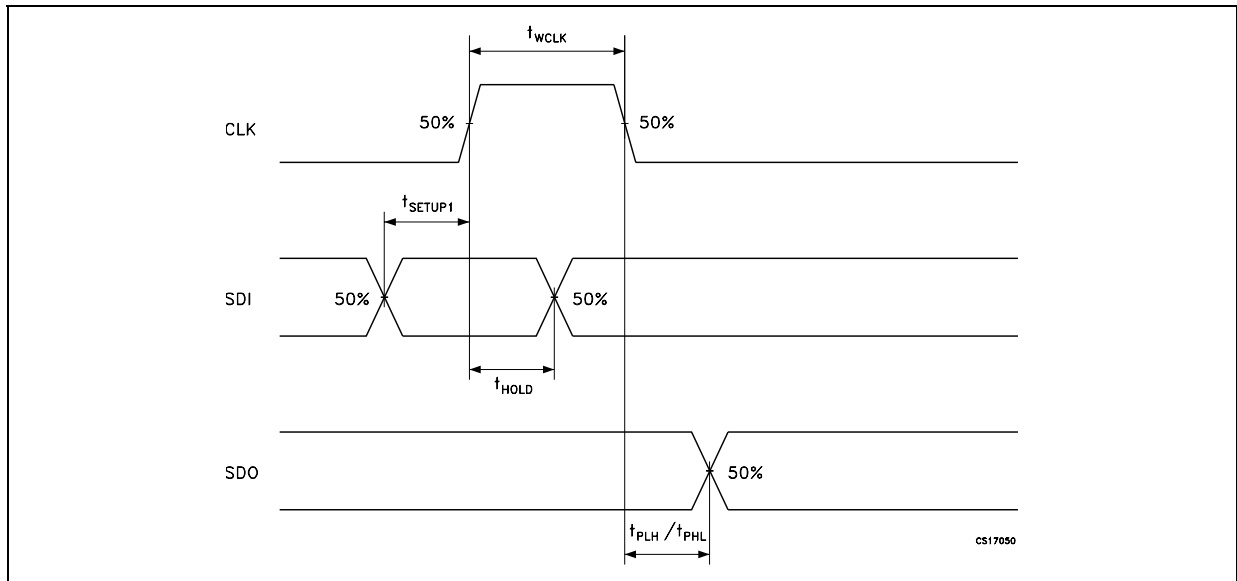 tWCLK
CLK
50%
50%
tSETUP1
SDI
50%
50%
tHOLD
SDO
50%
tPLH /tPHL
CS17050